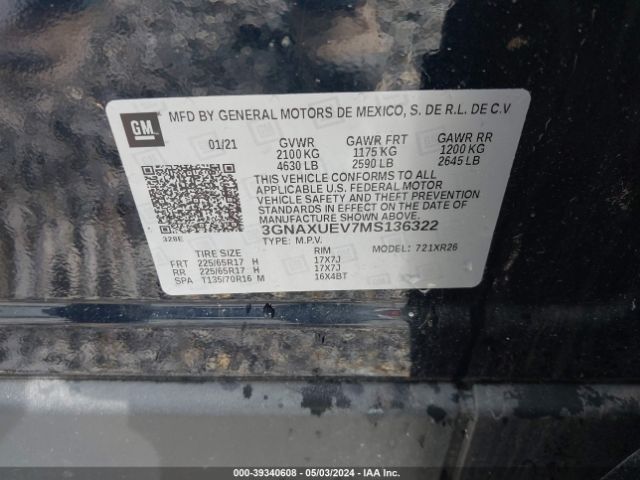 MFD BY GENERAL MOTORS DE MEXICO, S. DE R.L. DE C.V
GM
01/21 GVWR GAWR FRT GAWR RR
2100 KG 1175 KG 1200 KG
4630 LB 2590 LB 2645 LB
THIS VEHICLE CONFORMS TO ALL
APPLICABLE U.S. FEDERAL MOTOR
VEHICLE SAFETY AND THEFT PREVENTION
STANDARDS IN EFFECT ON THE DATE OF
MANUFACTURE SHOWN ABOVE.
328E
3GNAXUEV7MS136322
TYPE: M.P.V. MODEL: 721XR26
TIRE SIZE RIM
FRT 225/65R17 H 17X7J
RR 225/65R17 H 17X7J
SPA T135/70R16 M 16X4BT
000-39340608 - 05/03/2024 - IAA Inc.